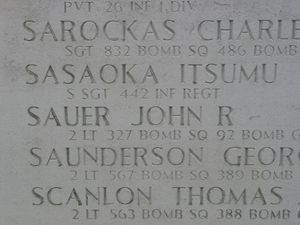 PVT 26 INF 1 DIV
SAROCKAS CHARLE
SGT 832 BOMB SQ 486 BOMB
SASAOKA ITSUMU
S SGT 442 INF REGT
SAUER JOHN R
2 LT 327 BOMB SQ 92 BOMB G
SAUNDERSON GEORG
2 LT 567 BOMB SQ 389 BOMB
SCANLON THOMAS
2 LT 563 BOMB SQ 388 BOMB